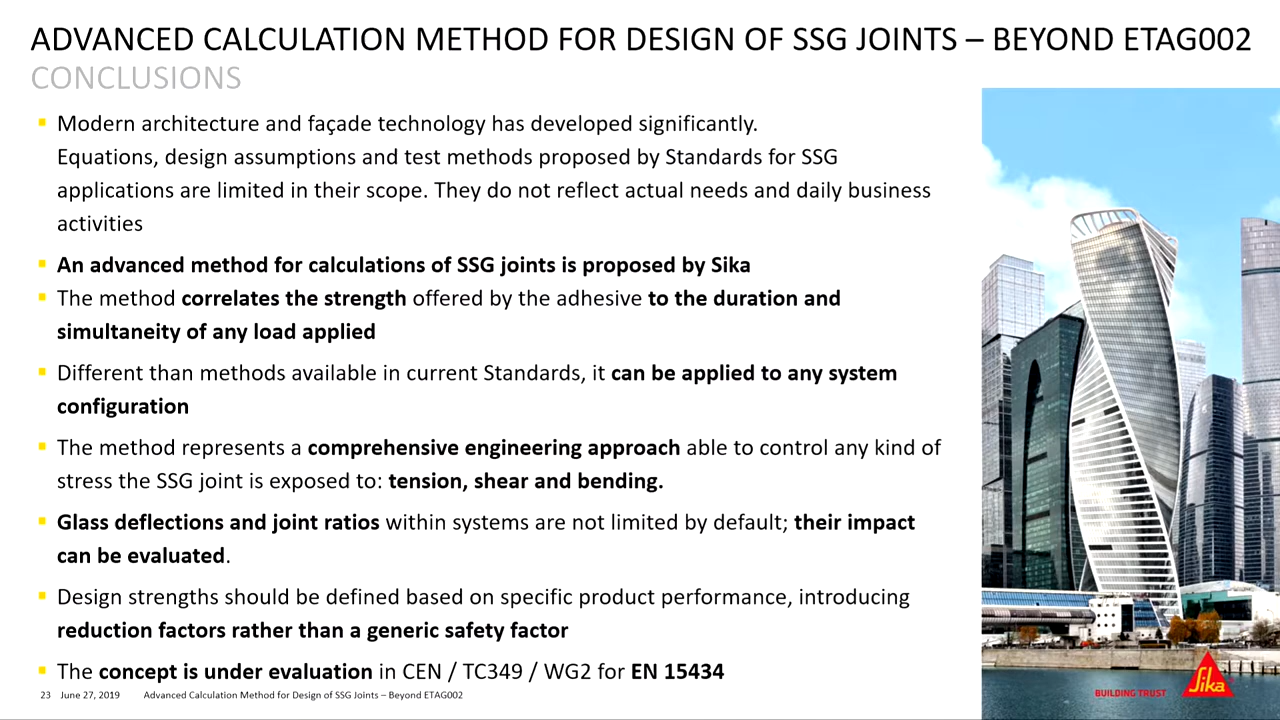 ADVANCED CALCULATION METHOD FOR DESIGN OF SSG JOINTS – BEYOND ETAG002
CONCLUSIONS
Modern architecture and façade technology has developed significantly.
Equations, design assumptions and test methods proposed by Standards for SSG
applications are limited in their scope. They do not reflect actual needs and daily business
activities
An advanced method for calculations of SSG joints is proposed by Sika
The method correlates the strength offered by the adhesive to the duration and
simultaneity of any load applied
Different than methods available in current Standards, it can be applied to any system
configuration
The method represents a comprehensive engineering approach able to control any kind of
stress the SSG joint is exposed to: tension, shear and bending.
Glass deflections and joint ratios within systems are not limited by default; their impact
can be evaluated.
Design strengths should be defined based on specific product performance, introducing
reduction factors rather than a generic safety factor
The concept is under evaluation in CEN / TC349 / WG2 for EN 15434
23 June 27, 2019 Advanced Calculation Method for Design of SSG Joints – Beyond ETAG002
BUILDING TRUST
Sika